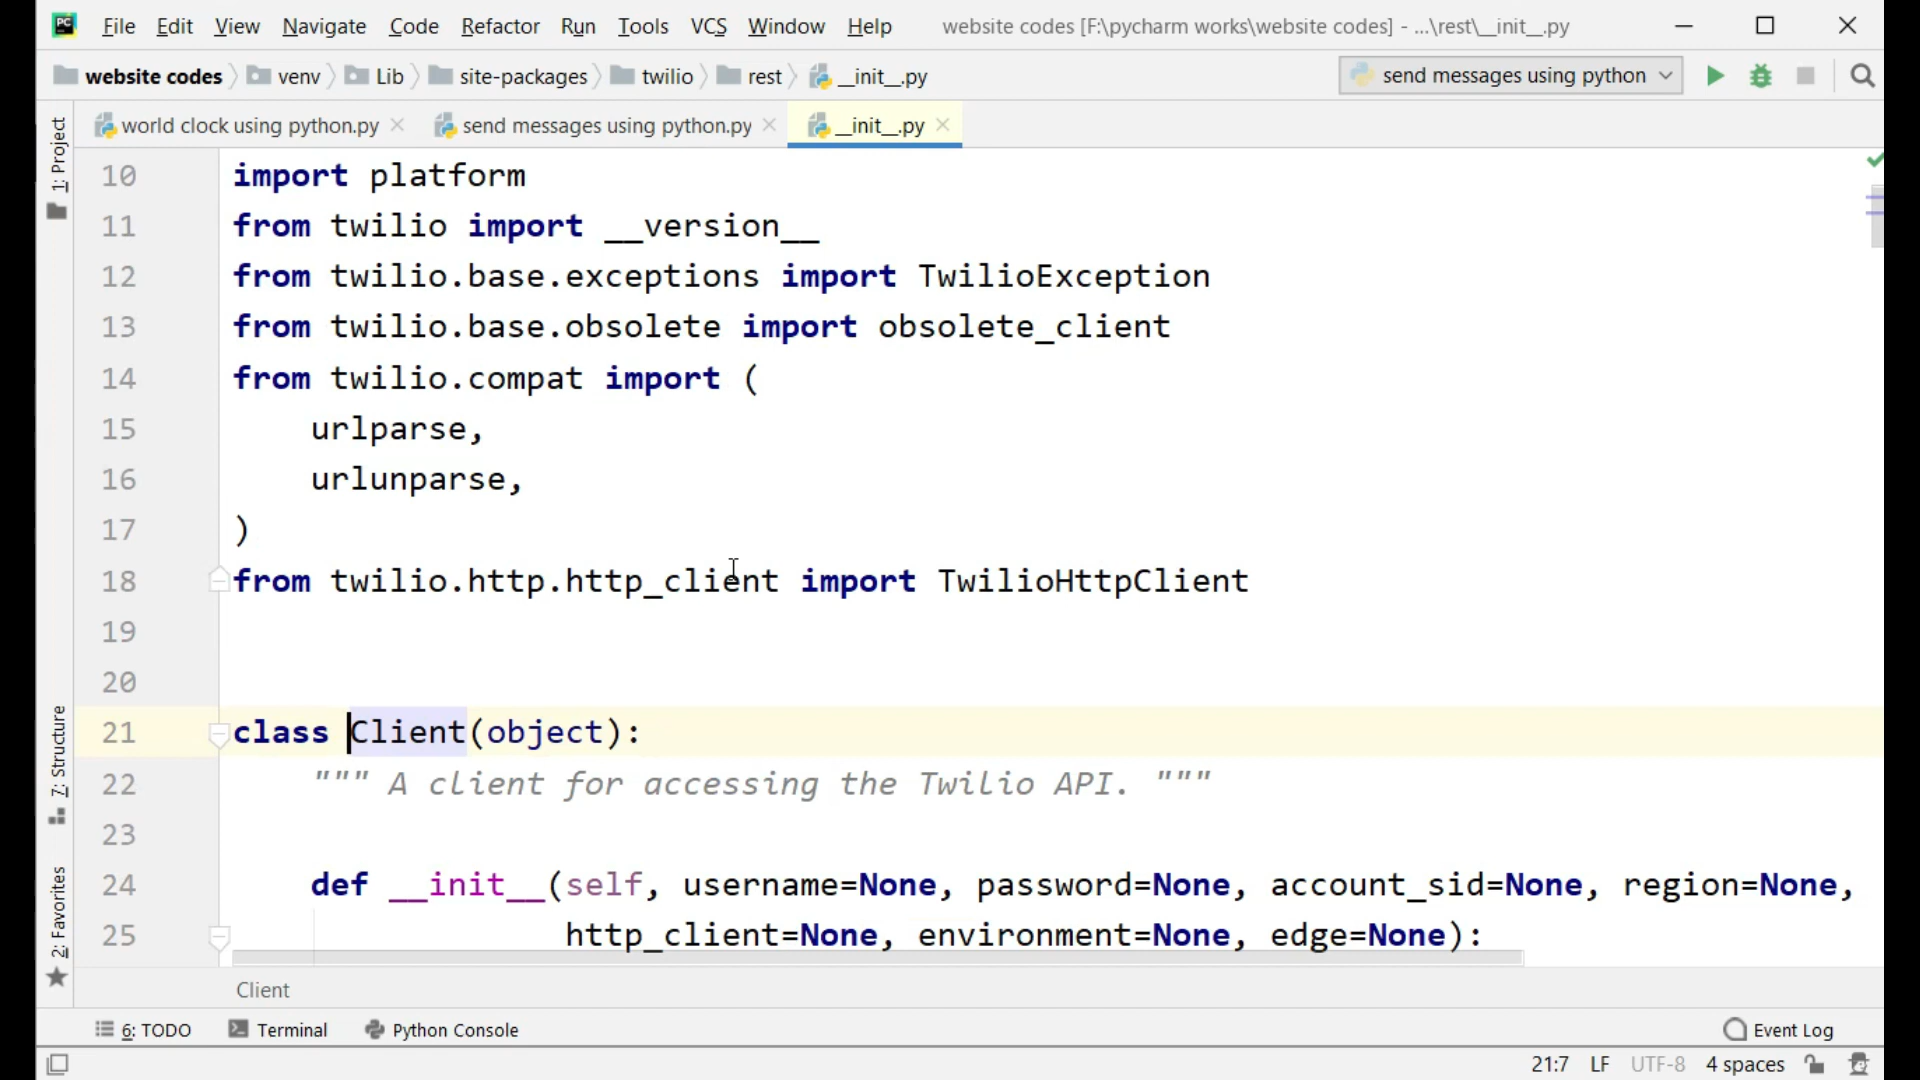 PC File Edit View Navigate Code Refactor Run Tools VCS Window Help website codes [F:\pycharm works\website codes] - ...\rest\__init__.py
website codes venv Lib site-packages twilio rest __init__.py send messages using python
world clock using python.py send messages using python.py __init__.py
1: Project
7: Structure
2: Favorites
10 import platform
11 from twilio import __version__
12 from twilio.base.exceptions import TwilioException
13 from twilio.base.obsolete import obsolete_client
14 from twilio.compat import (
15 urlparse,
16 urlunparse,
17 )
18 from twilio.http.http_client import TwilioHttpClient
19
20
21 class Client(object):
22 """ A client for accessing the Twilio API. """
23
24 def __init__(self, username=None, password=None, account_sid=None, region=None,
25 http_client=None, environment=None, edge=None):
Client
6: TODO Terminal Python Console Event Log
21:7 LF UTF-8 4 spaces